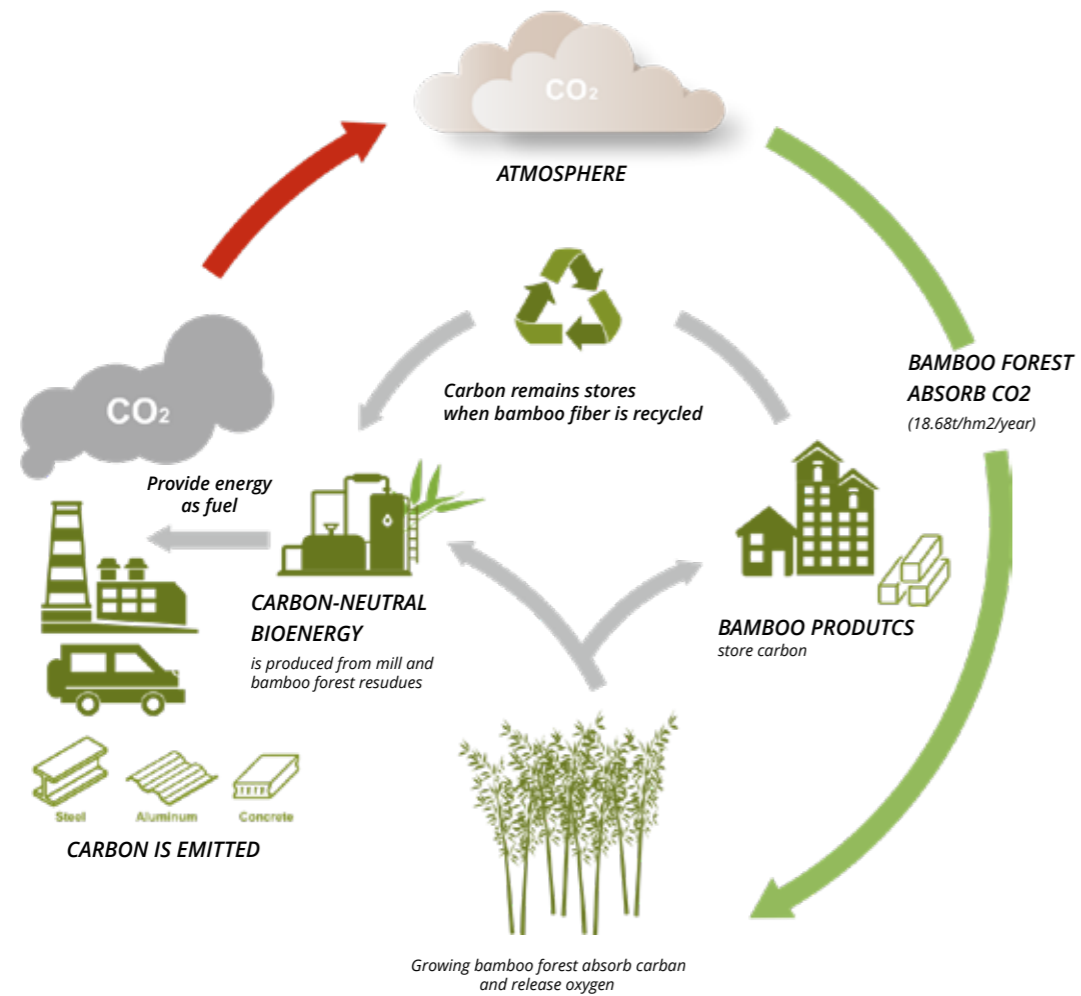 CO₂
ATMOSPHERE
Carbon remains stores
when bamboo fiber is recycled
BAMBOO FOREST
ABSORB CO2
(18.68t/hm2/year)
CO₂
Provide energy
as fuel
CARBON-NEUTRAL
BIOENERGY
is produced from mill and
bamboo forest resudues
BAMBOO PRODUTCS
store carbon
Steel
Aluminum
Concrete
CARBON IS EMITTED
Growing bamboo forest absorb carban
and release oxygen